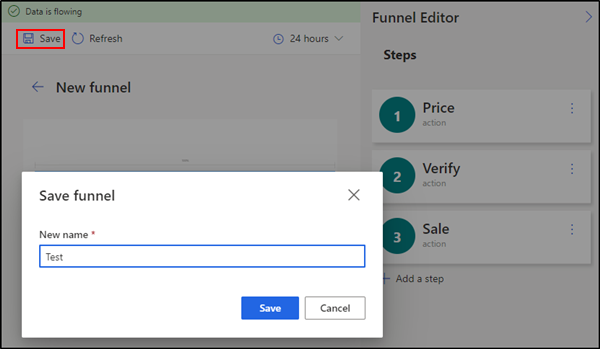 Data is flowing
Save Refresh 24 hours
New funnel
Funnel Editor
Steps
1 Price
action
2 Verify
action
3 Sale
action
Add a step
Save funnel
New name *
Test
Save Cancel